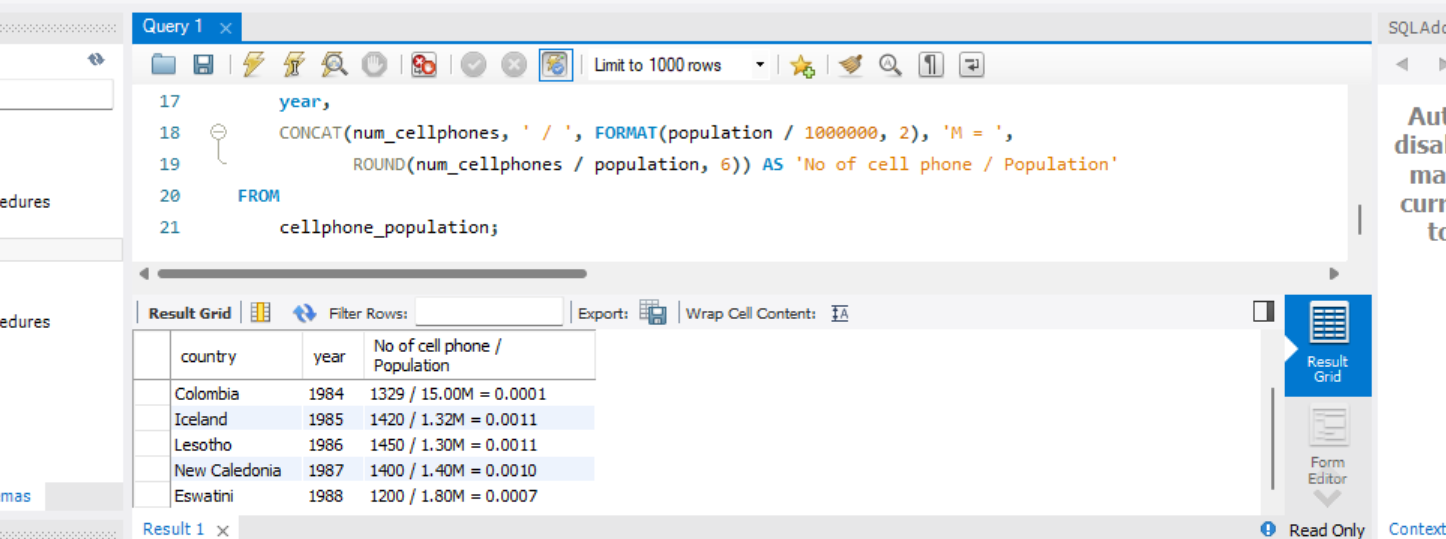 Query 1
SQLAdd
Limit to 1000 rows
17 year,
18 CONCAT(num_cellphones, ' / ', FORMAT(population / 1000000, 2), 'M = ',
19 ROUND(num_cellphones / population, 6)) AS 'No of cell phone / Population'
20 FROM
21 cellphone_population;
edures
edures
mas
Aut
disal
ma
curr
to
Result Grid Filter Rows: Export: Wrap Cell Content: IA
country year No of cell phone /
Population
Colombia 1984 1329 / 15.00M = 0.0001
Iceland 1985 1420 / 1.32M = 0.0011
Lesotho 1986 1450 / 1.30M = 0.0011
New Caledonia 1987 1400 / 1.40M = 0.0010
Eswatini 1988 1200 / 1.80M = 0.0007
Result
Grid
Form
Editor
Result 1
Read Only
Context